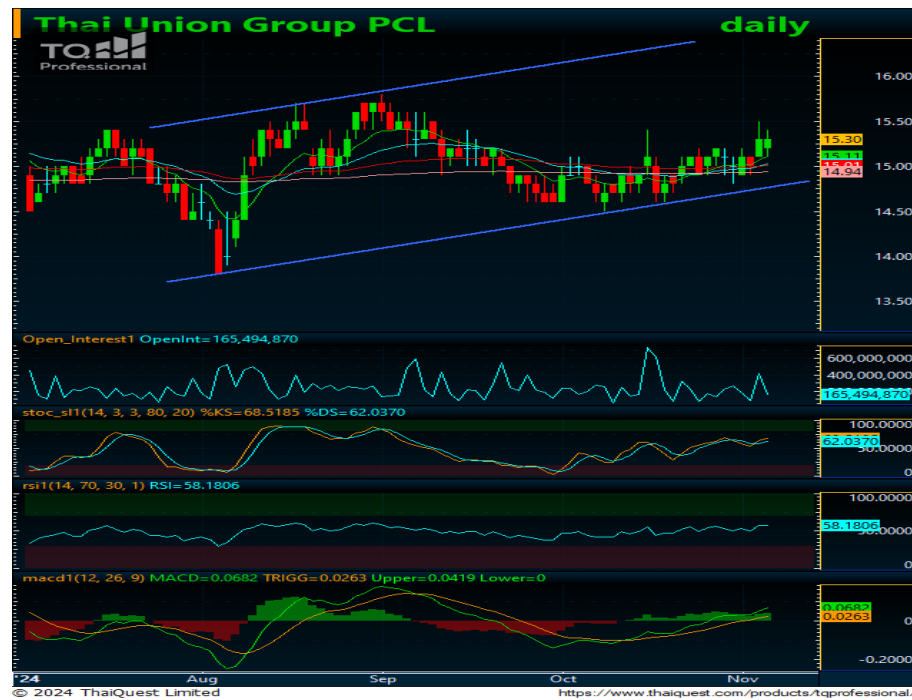 Thai Union Group PCL daily
TQ
Professional
16.00
15.50
15.30
15.11
15.01
15.00
14.94
14.50
14.00
13.50
Open_Interest1 OpenInt=165,494,870
600,000,000
400,000,000
165,494,870
stoc_sl1(14, 3, 3, 80, 20) %KS=68.5185 %DS=62.0370
100.0000
62.0370
50.0000
0
rsi1(14, 70, 30, 1) RSI=58.1806
100.0000
58.1806
0
macd1(12, 26, 9) MACD=0.0682 TRIGG=0.0263 Upper=0.0419 Lower=0
0.0682
0.0263
0
-0.2000
'24 Aug Sep Oct Nov
© 2024 ThaiQuest Limited https://www.thaiquest.com/products/tqprofessional